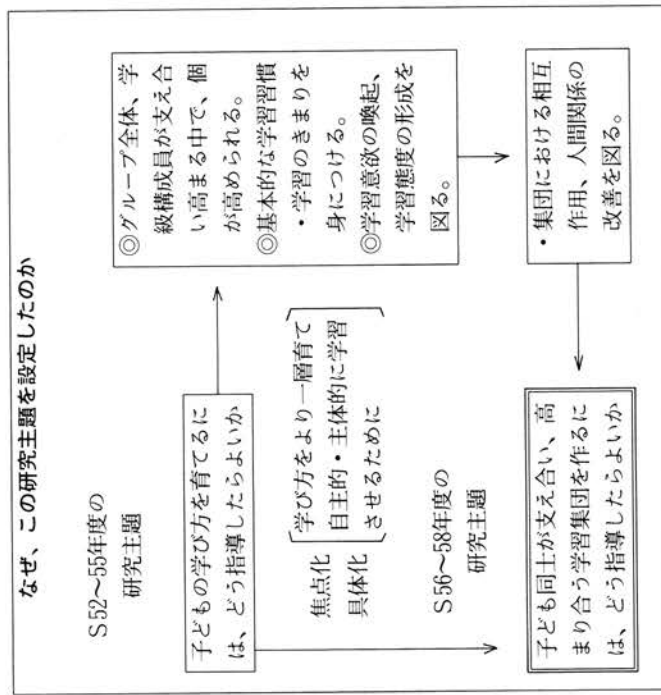 なぜ、この研究主題を設定したのか
S52～55年度の
研究主題
子どもの学び方を育てるに
は、どう指導したらよいか
◎グループ全体、学
級構成員が支え合
い高まる中で、個
が高められる。
◎基本的な学習習慣
・学習のきまりを
身につける。
◎学習意欲の喚起、
学習態度の形成を
図る。
焦点化
具体化
学び方をより一層育て
自主的・主体的に学習
させるために
・集団における相互
作用、人間関係の
改善を図る。
S56～58年度の
研究主題
子ども同士が支え合い、高
まり合う学習集団を作るに
は、どう指導したらよいか